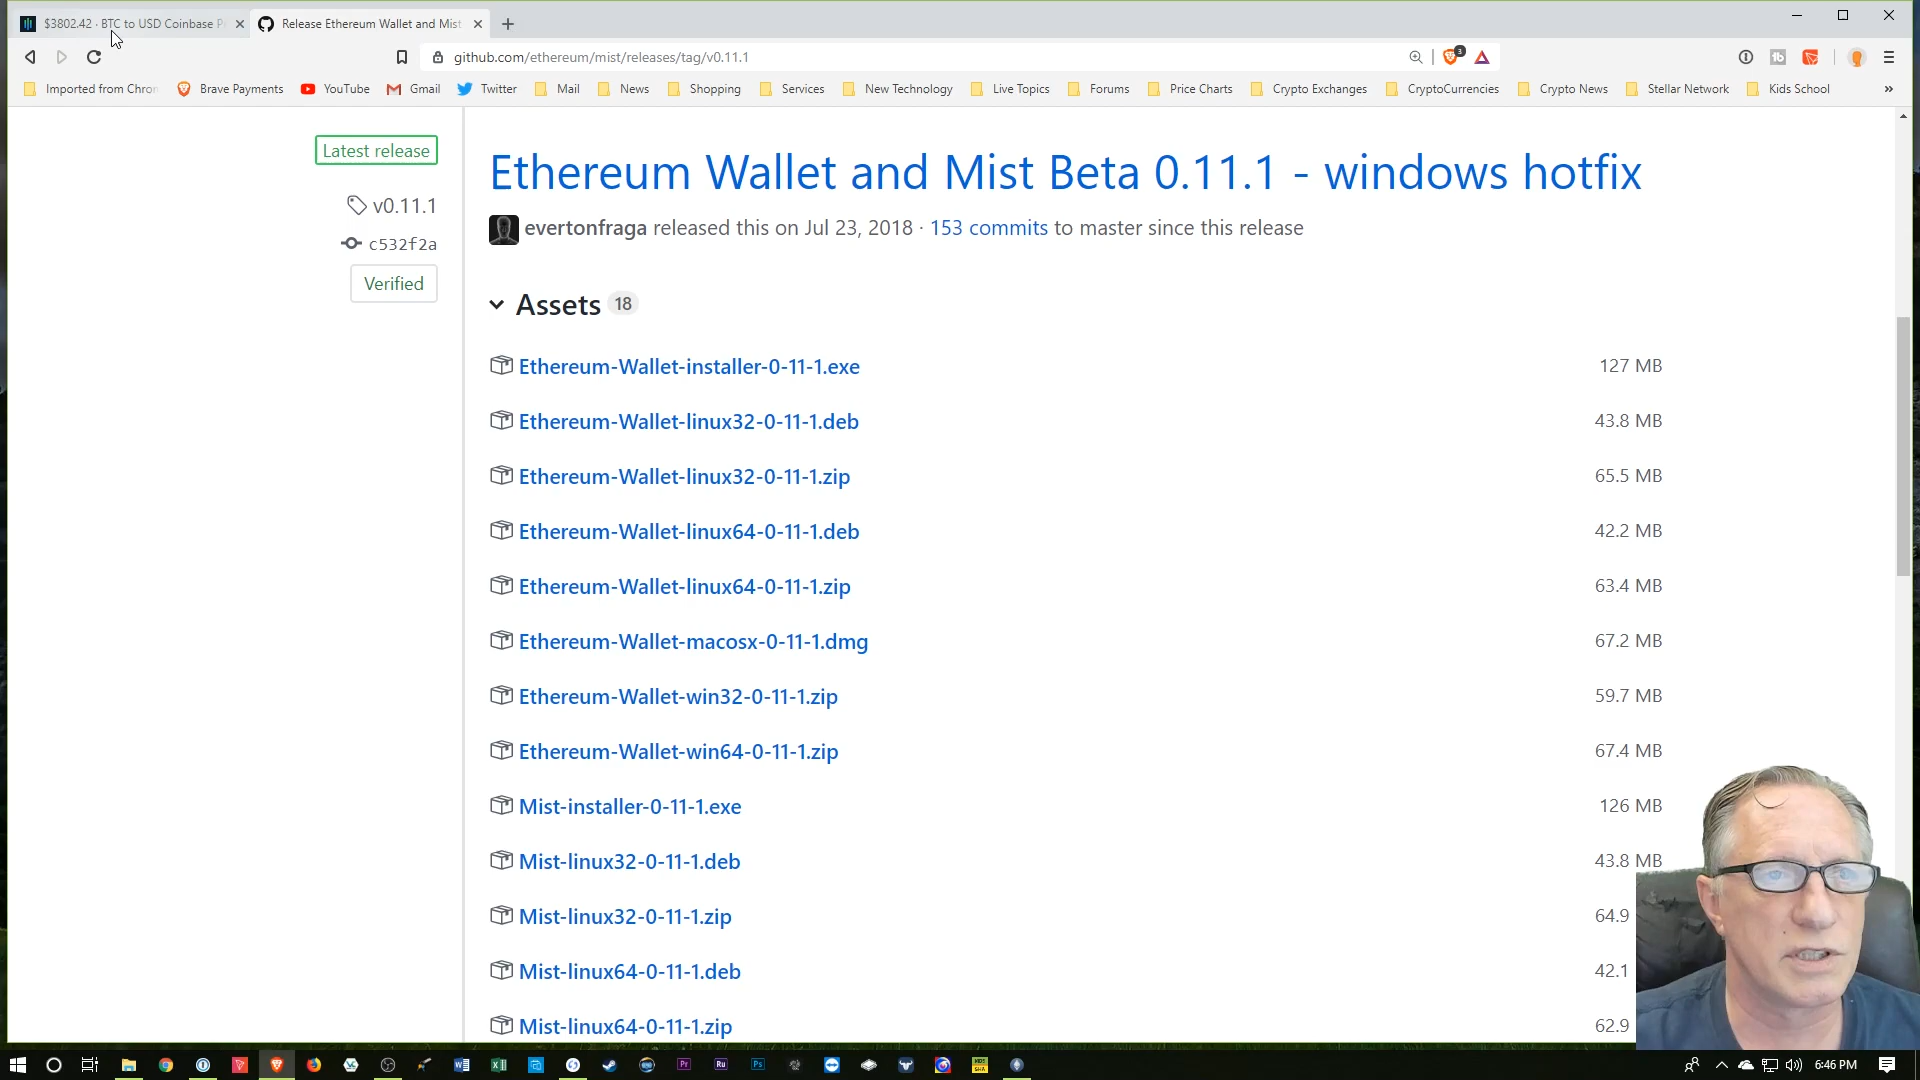 $3802.42 · BTC to USD Coinbase P
Release Ethereum Wallet and Mist
github.com/ethereum/mist/releases/tag/v0.11.1
3
Imported from Chron
Brave Payments
YouTube
Gmail
Twitter
Mail
News
Shopping
Services
New Technology
Live Topics
Forums
Price Charts
Crypto Exchanges
CryptoCurrencies
Crypto News
Stellar Network
Kids School
»
Latest release
v0.11.1
c532f2a
Verified
Ethereum Wallet and Mist Beta 0.11.1 - windows hotfix
evertonfraga released this on Jul 23, 2018 · 153 commits to master since this release
Assets 18
Ethereum-Wallet-installer-0-11-1.exe 127 MB
Ethereum-Wallet-linux32-0-11-1.deb 43.8 MB
Ethereum-Wallet-linux32-0-11-1.zip 65.5 MB
Ethereum-Wallet-linux64-0-11-1.deb 42.2 MB
Ethereum-Wallet-linux64-0-11-1.zip 63.4 MB
Ethereum-Wallet-macosx-0-11-1.dmg 67.2 MB
Ethereum-Wallet-win32-0-11-1.zip 59.7 MB
Ethereum-Wallet-win64-0-11-1.zip 67.4 MB
Mist-installer-0-11-1.exe 126 MB
Mist-linux32-0-11-1.deb 43.8 MB
Mist-linux32-0-11-1.zip 64.9
Mist-linux64-0-11-1.deb 42.1
Mist-linux64-0-11-1.zip 62.9
Pr
Ru
Ps
6:46 PM